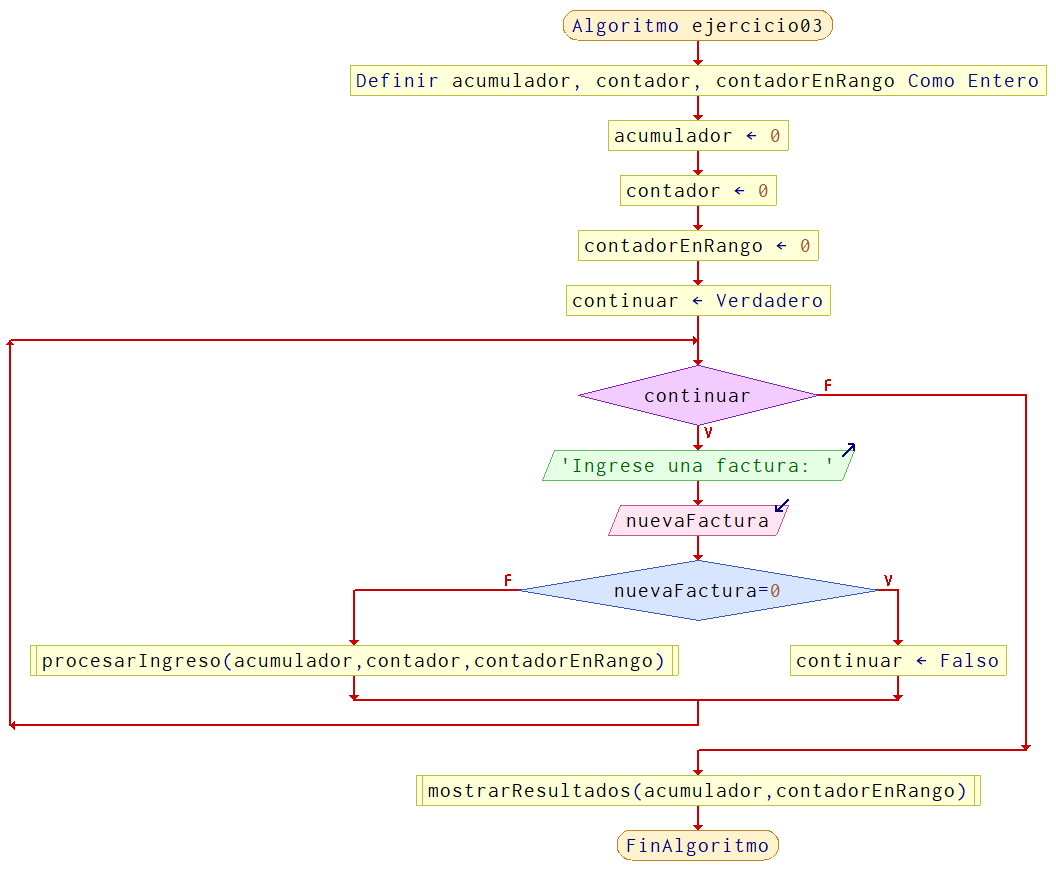 Algoritmo ejercicio03
Definir acumulador, contador, contadorEnRango Como Entero
acumulador ← 0
contador ← 0
contadorEnRango ← 0
continuar ← Verdadero
continuar
F
V
'Ingrese una factura: '
nuevaFactura
nuevaFactura=0
F
V
procesarIngreso(acumulador,contador,contadorEnRango)
continuar ← Falso
mostrarResultados(acumulador,contadorEnRango)
FinAlgoritmo